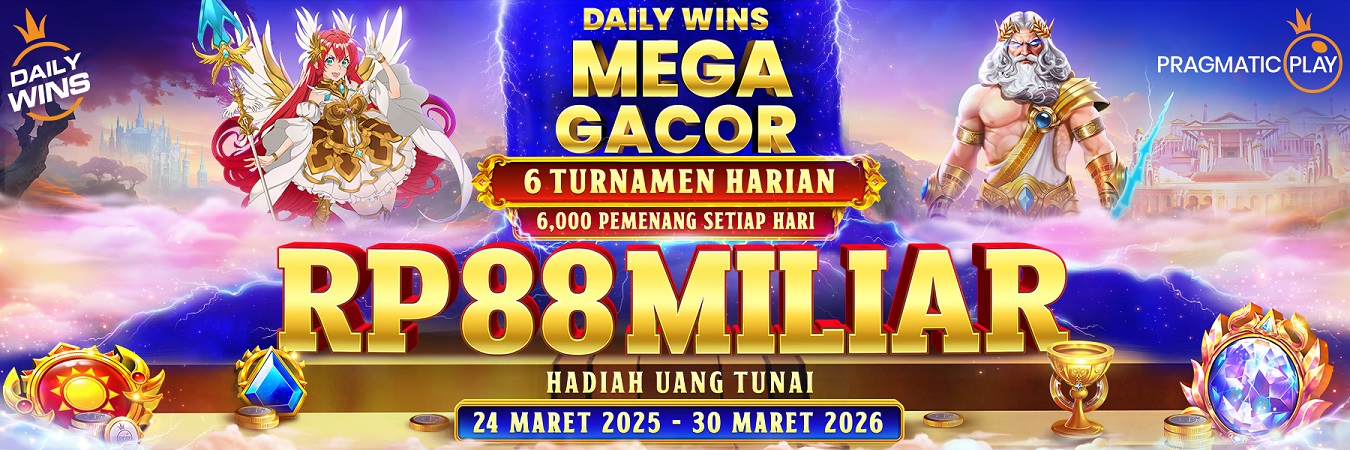 DAILY WINS
DAILY WINS
MEGA
GACOR
PRAGMATIC PLAY
6 TURNAMEN HARIAN
6,000 PEMENANG SETIAP HARI
RP88MILIAR
HADIAH UANG TUNAI
24 MARET 2025 - 30 MARET 2026